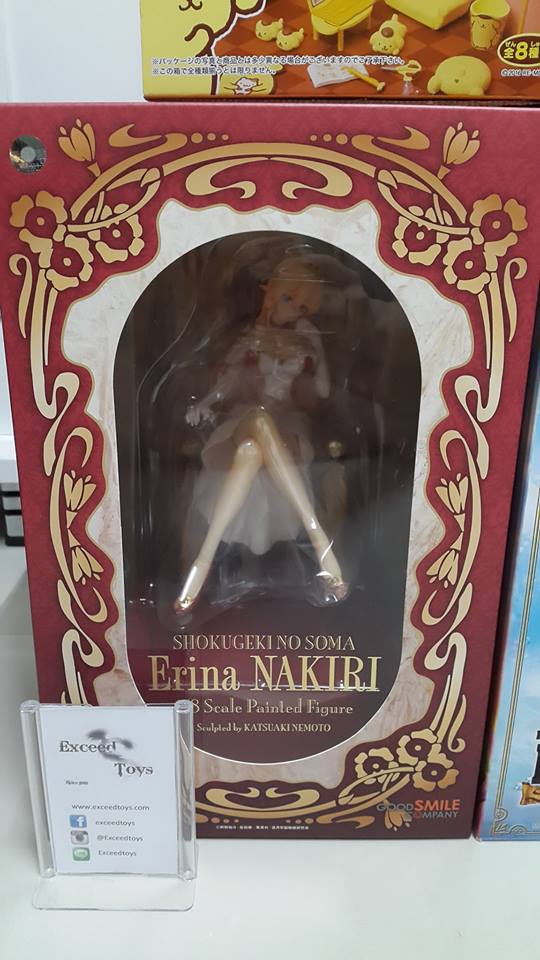 ※パッケージの写真と商品とは多少異なる場合がございますのでご了承下さい。
※この箱で全種類揃うとは限りません。
全8種
SHOKUGEKI NO SOMA
Erina NAKIRI
8 Scale Painted Figure
Sculpted by KATSUAKI NEMOTO
GOOD SMILE
COMPANY
Exceed
Toys
www.exceedtoys.com
exceedtoys
@Exceedtoys
Exceedtoys